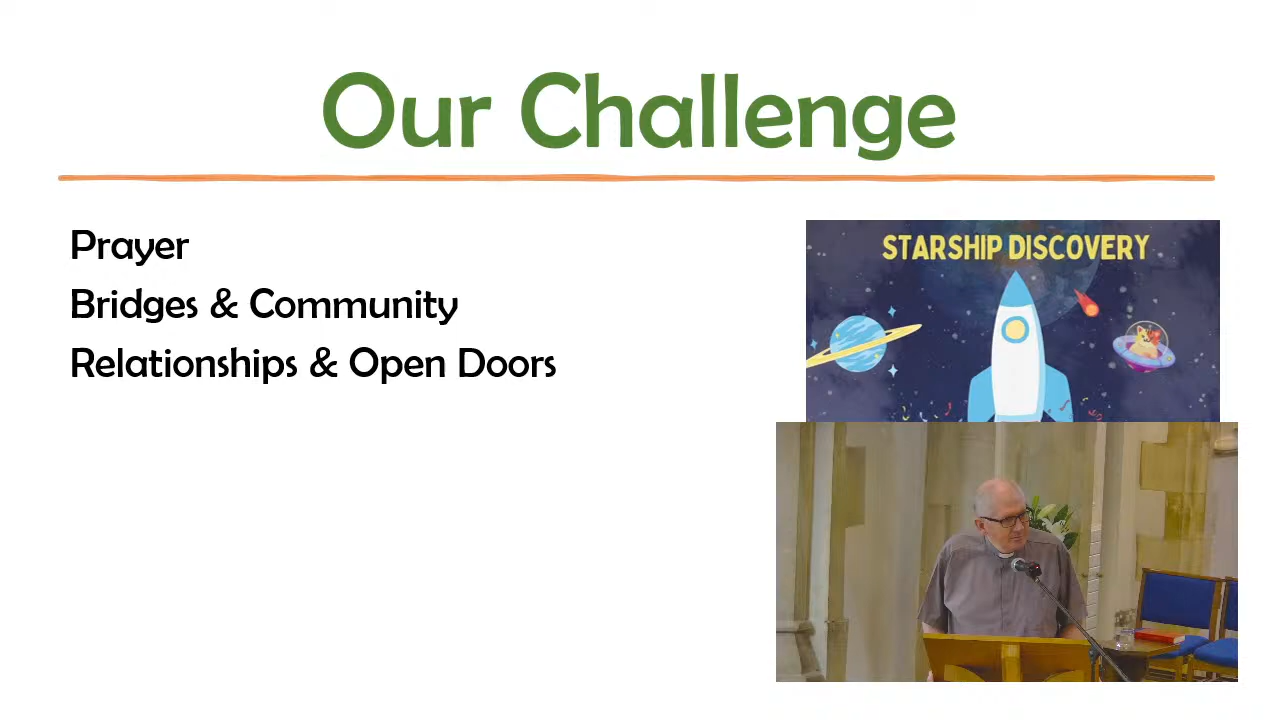 Our Challenge
Prayer
Bridges & Community
Relationships & Open Doors
STARSHIP DISCOVERY